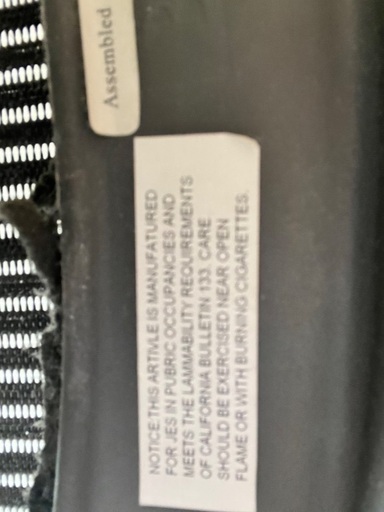 Assembled
NOTICE:THIS ARTIVLE IS MANUFATURED
FOR JES IN PUBRIC OCCUPANCIES AND
MEETS THE LAMMABILITY REQUIREMENTS
OF CALIFORNIA BULLETIN 133. CARE
SHOULD BE EXERCISED NEAR OPEN
FLAME OR WITH BURNING CIGARETTES.